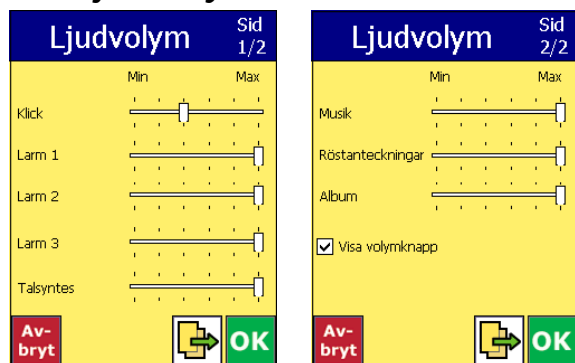 Ljudvolym Sid 1/2
Min Max
Klick
Larm 1
Larm 2
Larm 3
Talsyntes
Av-
bryt
OK
Ljudvolym Sid 2/2
Min Max
Musik
Röstanteckningar
Album
Visa volymknapp
Av-
bryt
OK